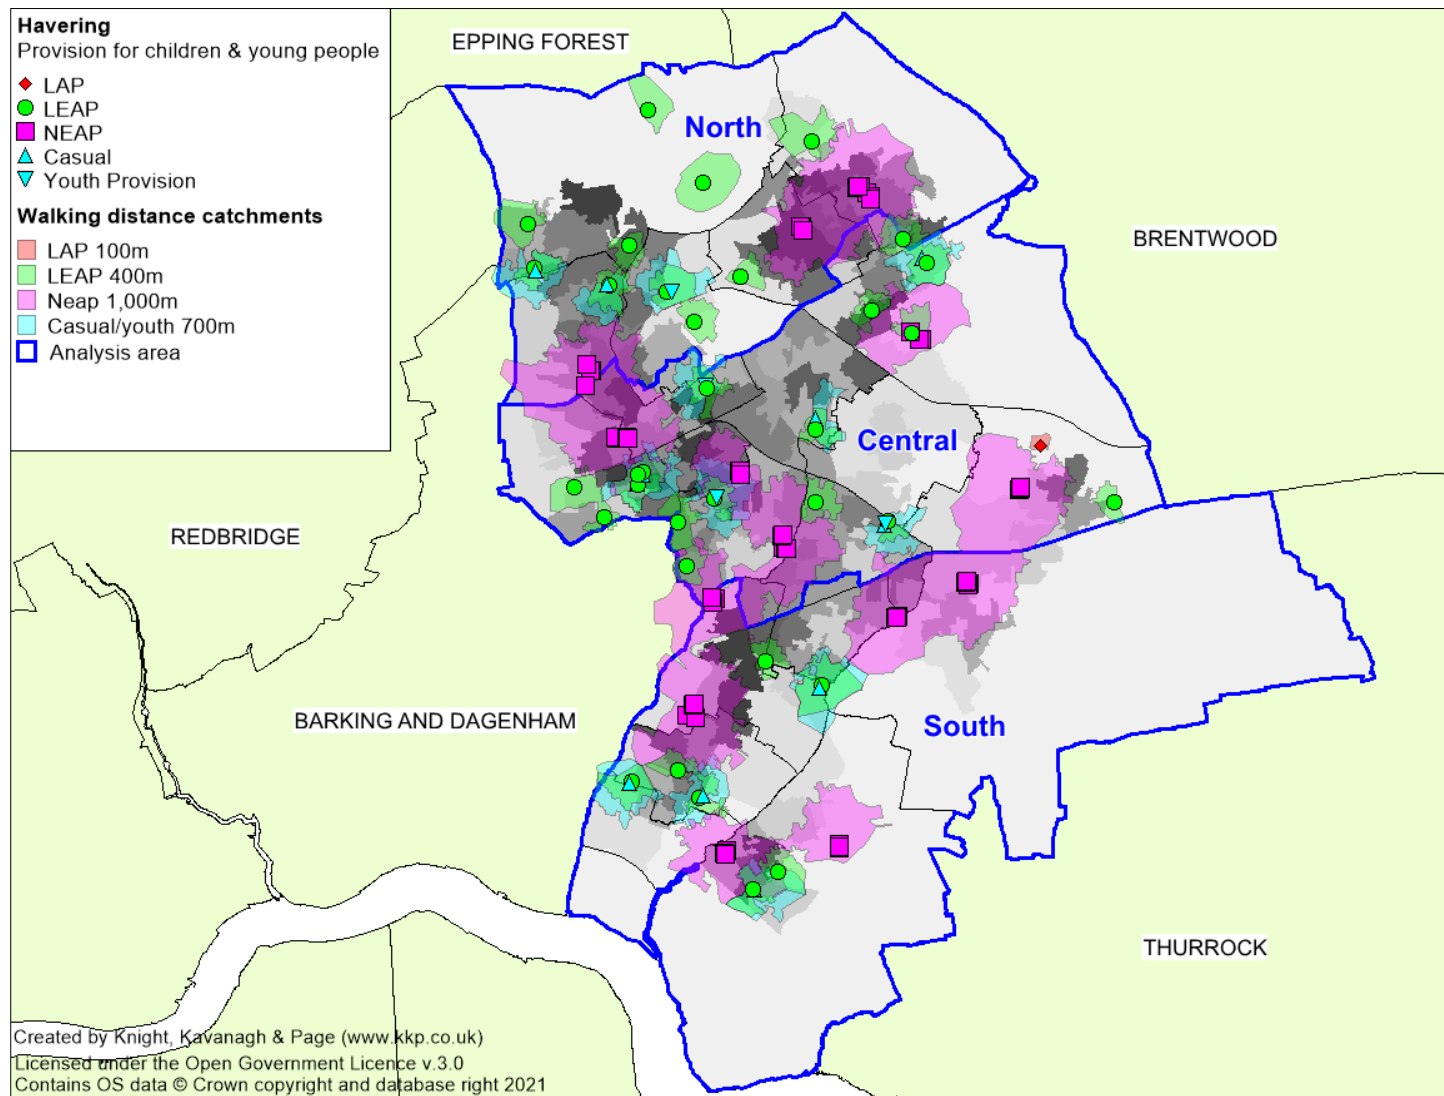 Havering
Provision for children & young people
LAP
LEAP
NEAP
Casual
Youth Provision
Walking distance catchments
LAP 100m
LEAP 400m
Neap 1,000m
Casual/youth 700m
Analysis area
EPPING FOREST
North
BRENTWOOD
Central
REDBRIDGE
BARKING AND DAGENHAM
South
THURROCK
Created by Knight, Kavanagh & Page (www.kkp.co.uk)
Licensed under the Open Government Licence v.3.0
Contains OS data © Crown copyright and database right 2021